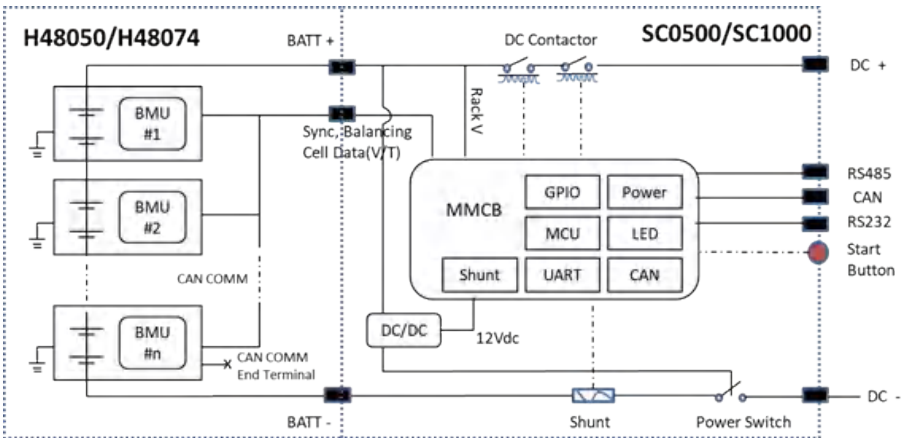 H48050/H48074
BATT +
DC Contactor
SC0500/SC1000
DC +
BMU
#1
Rack V
Sync, Balancing
Cell Data(V/T)
BMU
#2
MMCB
GPIO
Power
MCU
LED
Shunt
UART
CAN
RS485
CAN
RS232
Start
Button
CAN COMM
BMU
#n
CAN COMM
End Terminal
DC/DC
12Vdc
BATT -
Shunt
Power Switch
DC -